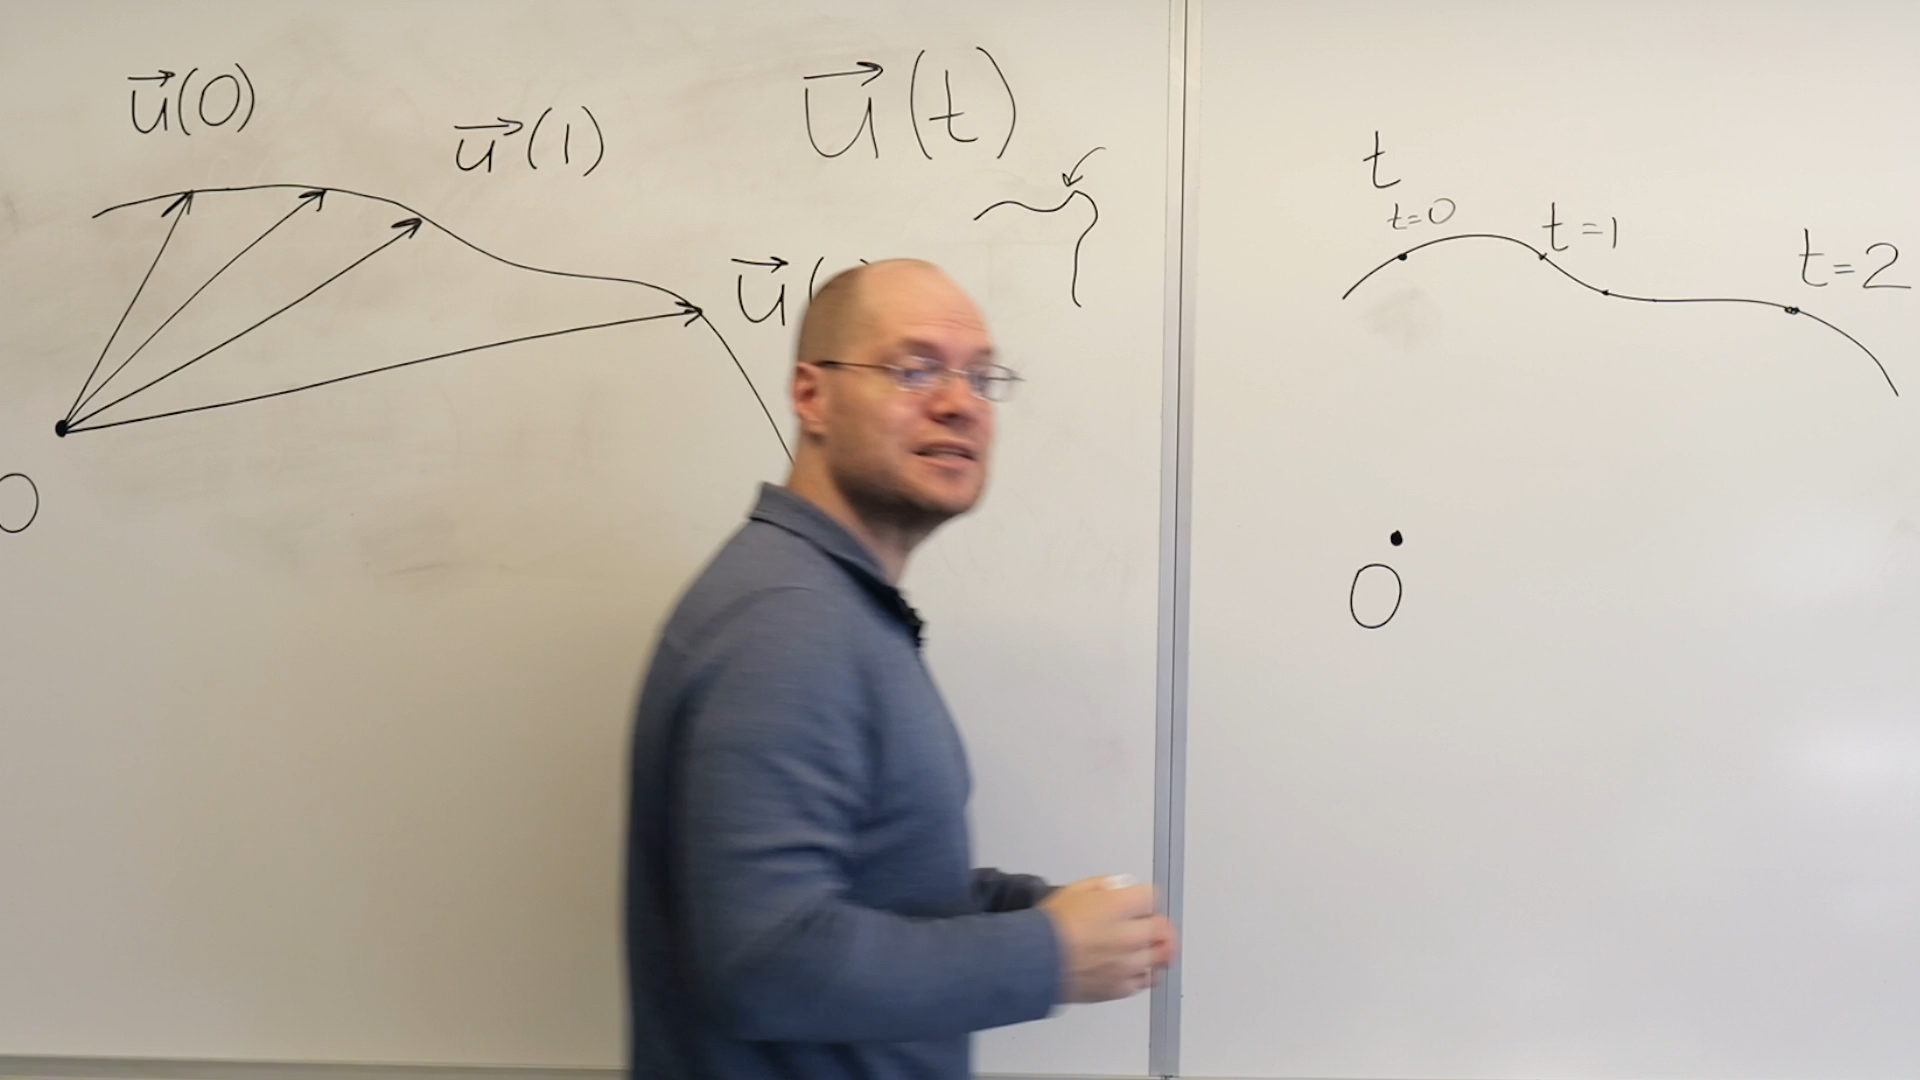 u⃗(0)
u⃗(1)
u⃗(t)
u⃗(
O
t
t=0
t=1
t=2
O